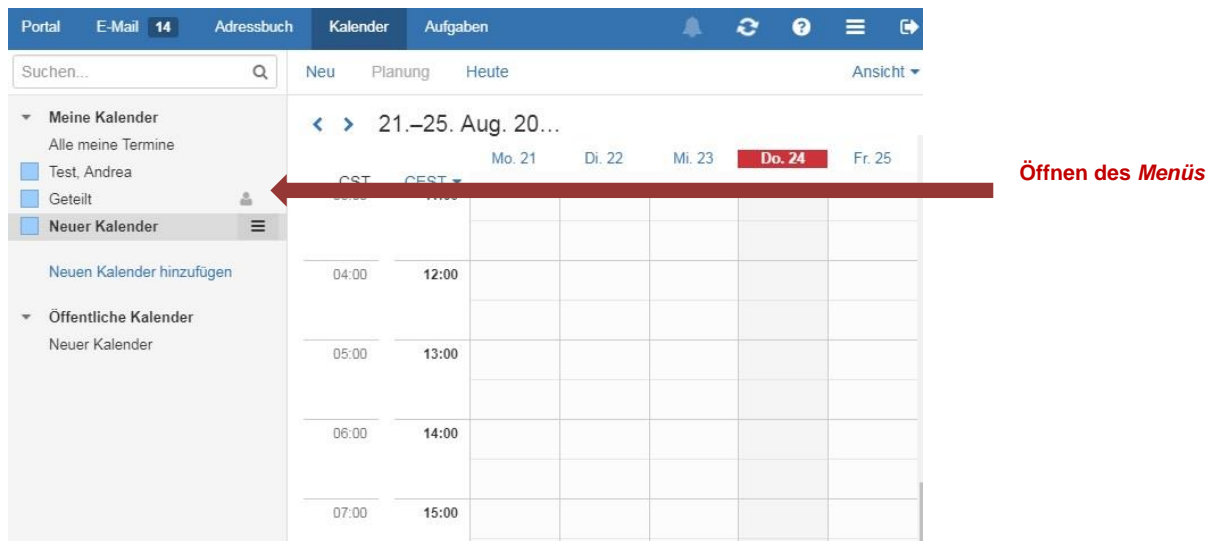 Portal E-Mail 14 Adressbuch Kalender Aufgaben
Suchen... Neu Planung Heute Ansicht
Meine Kalender
Alle meine Termine
Test, Andrea
Geteilt
Neuer Kalender
Neuen Kalender hinzufügen
Öffentliche Kalender
Neuer Kalender
21.–25. Aug. 20...
Mo. 21 Di. 22 Mi. 23 Do. 24 Fr. 25
CST CEST
04:00 12:00
05:00 13:00
06:00 14:00
07:00 15:00
Öffnen des Menüs